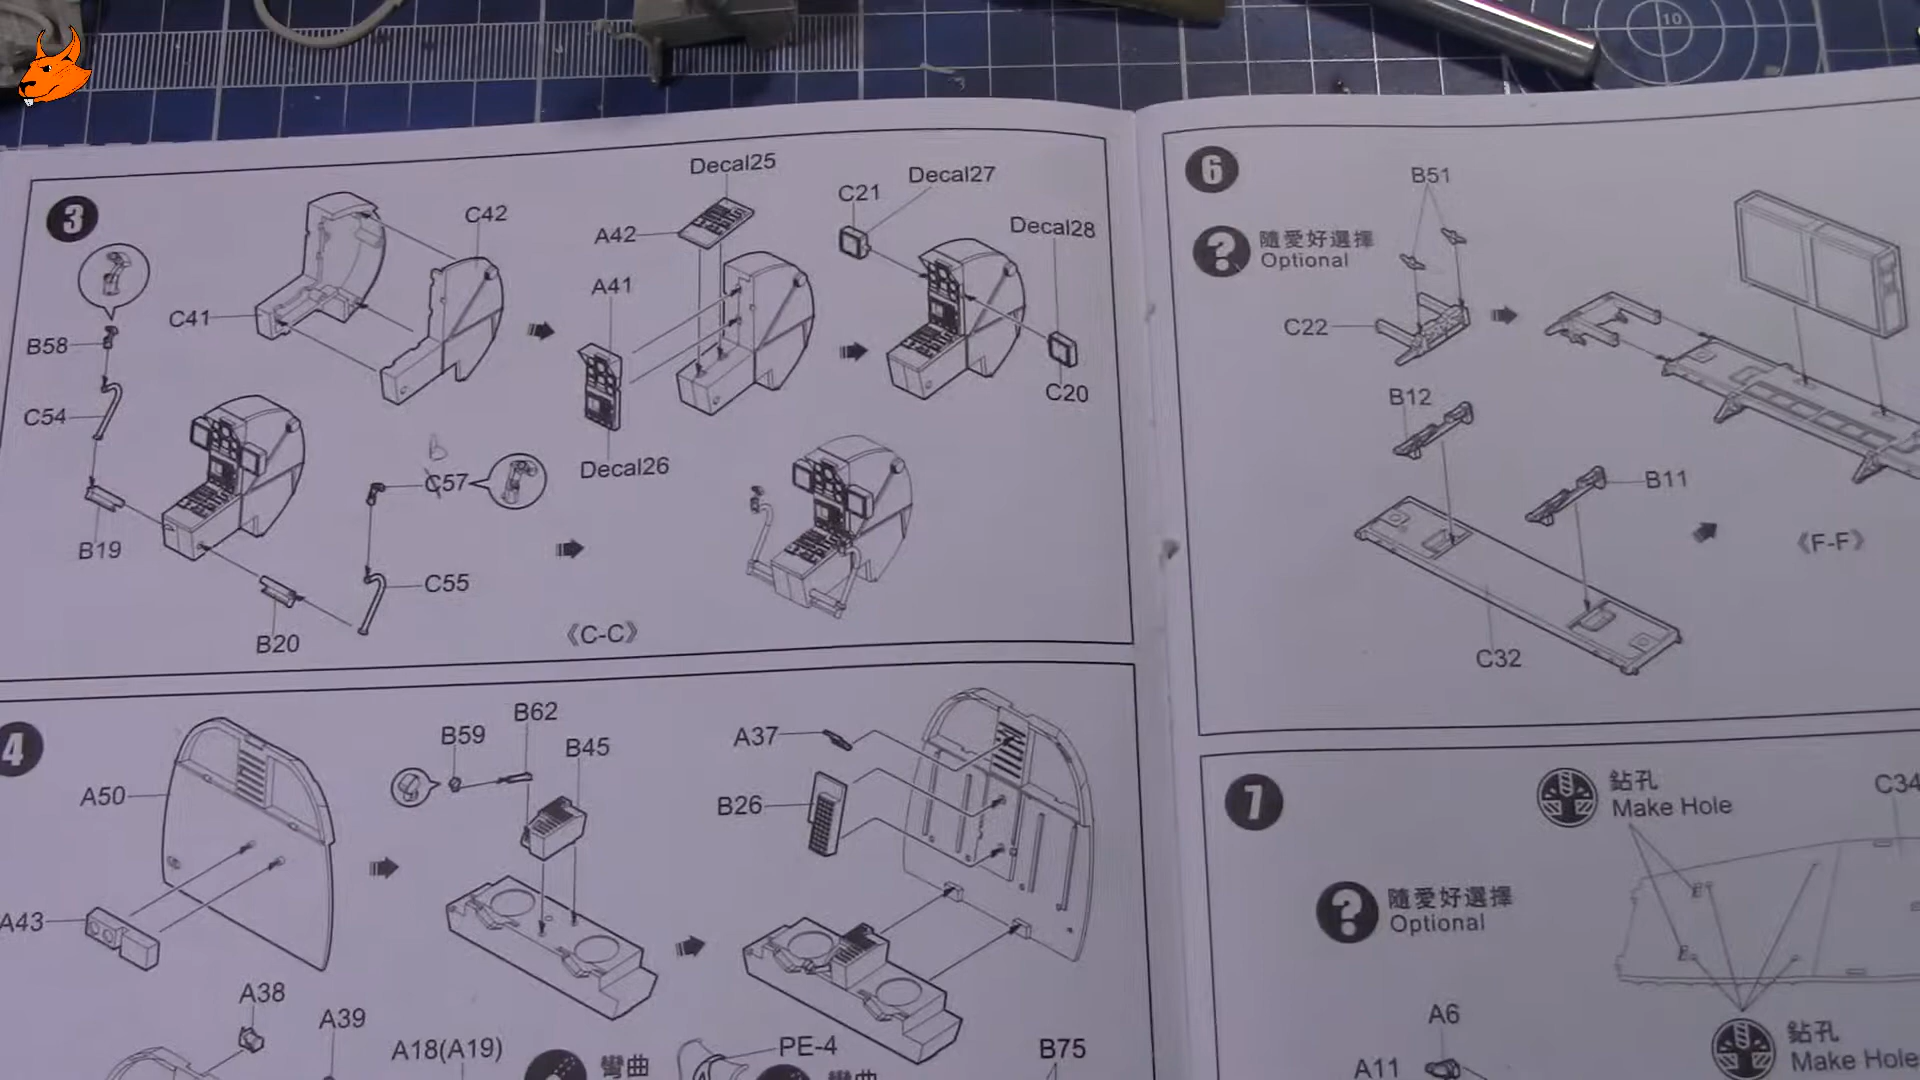 3
Decal25
Decal27
C21
C42
A42
Decal28
A41
C41
B58
C20
C54
Decal26
B
C57
B19
C55
B20
《C-C》
4
B62
B59
B45
A37
A50
B26
A43
A38
A39
A18(A19)
彎曲
PE-4
彎曲
B75
6
B51
隨愛好選擇
Optional
C22
B12
B11
《F-F》
C32
7
鉆孔
Make Hole
C34
隨愛好選擇
Optional
A6
A11
鉆孔
Make Hole
10